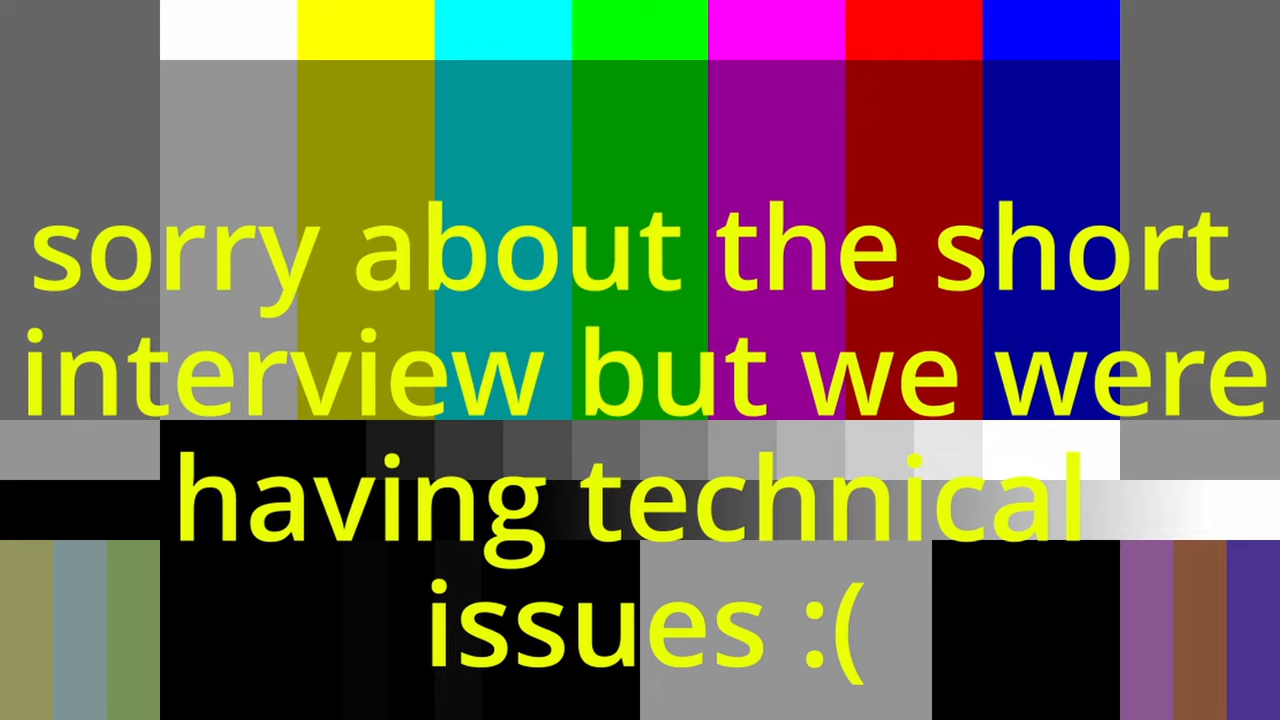 sorry about the short
interview but we were
having technical
issues :(